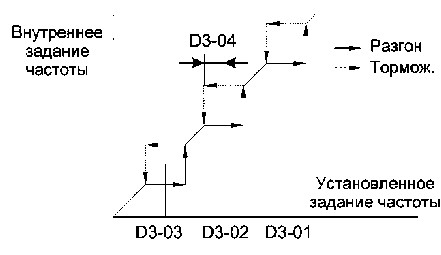 Внутреннее
задание
частоты
D3-04
Разгон
Тормож.
Установленное
задание частоты
D3-03 D3-02 D3-01